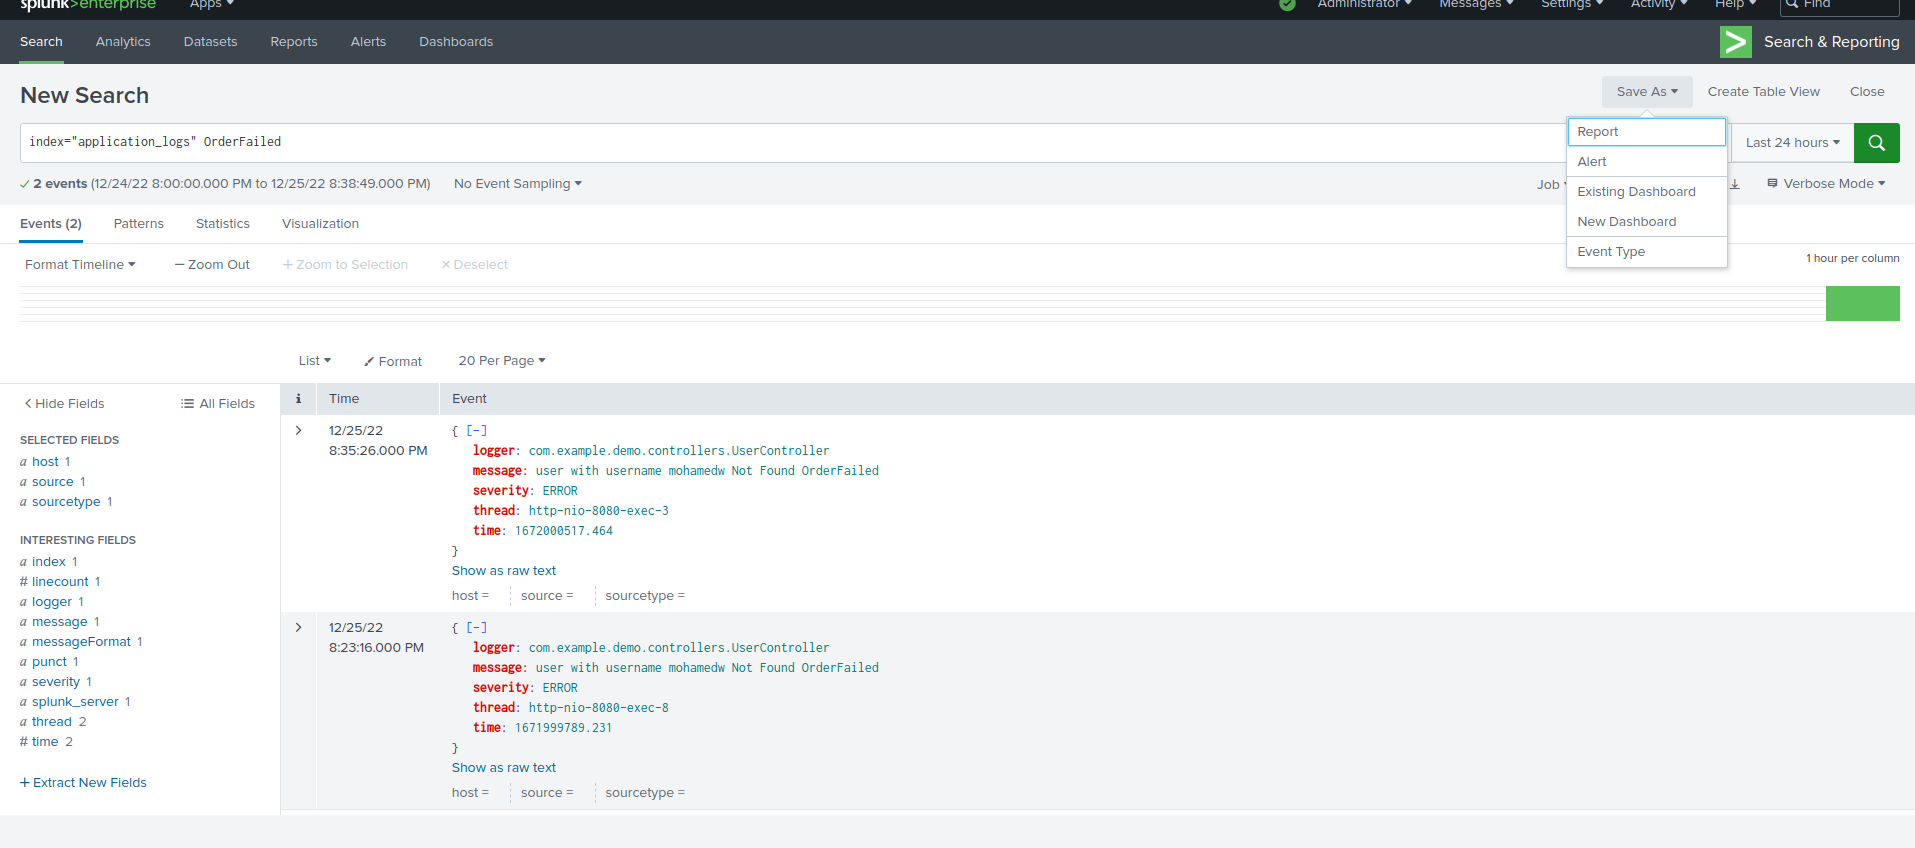 splunk>enterprise Apps Administrator Messages Settings Activity Help Find
Search Analytics Datasets Reports Alerts Dashboards Search & Reporting
New Search
Save As Create Table View Close
index="application_logs" OrderFailed
Last 24 hours
Report
Alert
Existing Dashboard
New Dashboard
Event Type
2 events (12/24/22 8:00:00.000 PM to 12/25/22 8:38:49.000 PM) No Event Sampling Job Verbose Mode
Events (2) Patterns Statistics Visualization
Format Timeline — Zoom Out + Zoom to Selection × Deselect
1 hour per column
List Format 20 Per Page
< Hide Fields All Fields
SELECTED FIELDS
a host 1
a source 1
a sourcetype 1
INTERESTING FIELDS
a index 1
# linecount 1
a logger 1
a message 1
a messageFormat 1
a punct 1
a severity 1
a splunk_server 1
a thread 2
# time 2
+ Extract New Fields
i Time Event
> 12/25/22
8:35:26.000 PM
{ [-]
logger: com.example.demo.controllers.UserController
message: user with username mohamedw Not Found OrderFailed
severity: ERROR
thread: http-nio-8080-exec-3
time: 1672000517.464
}
Show as raw text
host = source = sourcetype =
> 12/25/22
8:23:16.000 PM
{ [-]
logger: com.example.demo.controllers.UserController
message: user with username mohamedw Not Found OrderFailed
severity: ERROR
thread: http-nio-8080-exec-8
time: 1671999789.231
}
Show as raw text
host = source = sourcetype =